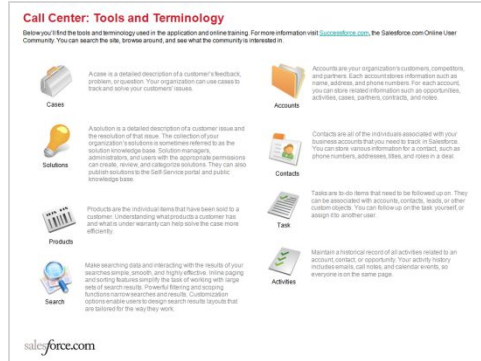 Call Center: Tools and Terminology
Below you'll find the tools and terminology used in the application and online training. For more information visit Successforce.com, the Salesforce.com Online User
Community. You can search the site, browse around, and see what the community is interested in.
Cases
A case is a detailed description of a customer's feedback,
problem, or question. Your organization can use cases to
track and solve your customers' issues.
Solutions
A solution is a detailed description of a customer issue and
the resolution of that issue. The collection of your
organization's solutions is sometimes referred to as the
solution knowledge base. Solution managers,
administrators, and users with the appropriate permissions
can create, review, and categorize solutions. They can also
publish solutions to the Self-Service portal and public
knowledge base.
Products
Products are the individual items that have been sold to a
customer. Understanding what products a customer has
and what is under warranty can help solve the case more
efficiently.
Search
Make searching data and interacting with the results of your
searches simple, smooth, and highly effective. Inline paging
and sorting features simplify the task of working with large
sets of search results. Powerful filtering and scoping
functions narrow searches and results. Customization
options enable users to design search results layouts that
are tailored for the way they work.
Accounts
Accounts are your organization's customers, competitors,
and partners. Each account stores information such as
name, address, and phone numbers. For each account,
you can store related information such as opportunities,
activities, cases, partners, contracts, and notes.
Contacts
Contacts are all of the individuals associated with your
business accounts that you need to track in Salesforce.
You can store various information for a contact, such as
phone numbers, addresses, titles, and roles in a deal.
Task
Tasks are to-do items that need to be followed up on. They
can be associated with accounts, contacts, leads, or other
custom objects. You can follow up on the task yourself, or
assign it to another user.
Activities
Maintain a historical record of all activities related to an
account, contact, or opportunity. Your activity history
includes emails, call notes, and calendar events, so
everyone is on the same page.
salesforce.com